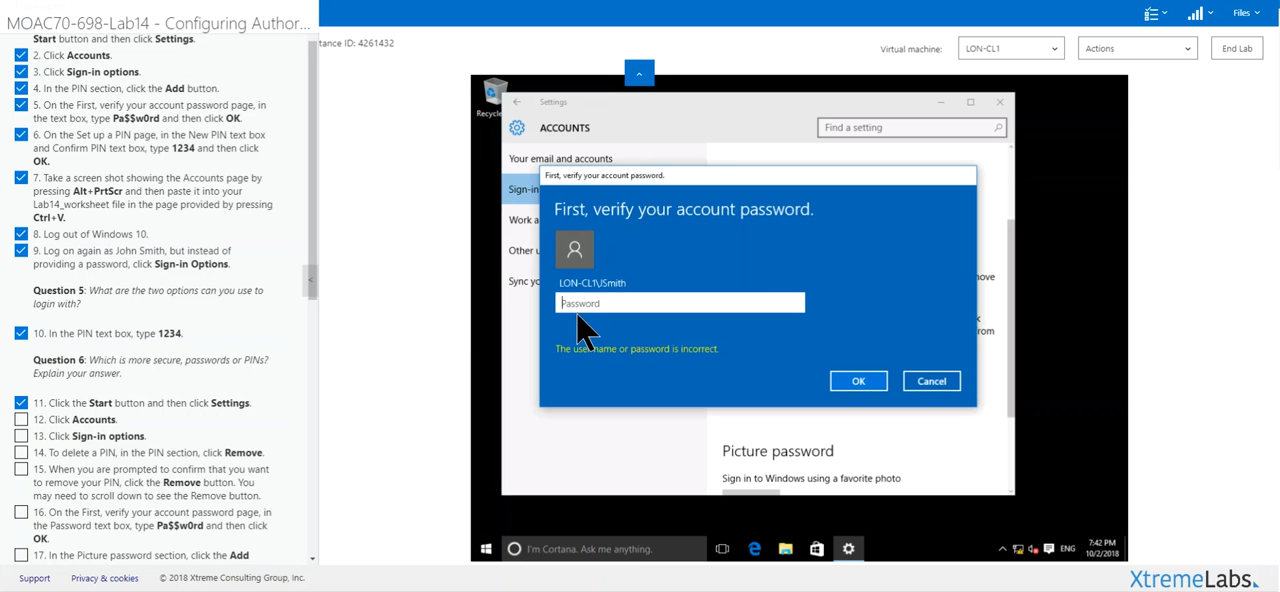 MOAC70-698-Lab14 - Configuring Author...
Start button and then click Settings.
2. Click Accounts.
3. Click Sign-in options.
4. In the PIN section, click the Add button.
5. On the First, verify your account password page, in
the text box, type Pa$$w0rd and then click OK.
6. On the Set up a PIN page, in the New PIN text box
and Confirm PIN text box, type 1234 and then click
OK.
7. Take a screen shot showing the Accounts page by
pressing Alt+PrtScr and then paste it into your
Lab14_worksheet file in the page provided by pressing
Ctrl+V.
8. Log out of Windows 10.
9. Log on again as John Smith, but instead of
providing a password, click Sign-in Options.
Question 5: What are the two options can you use to
login with?
10. In the PIN text box, type 1234.
Question 6: Which is more secure, passwords or PINs?
Explain your answer.
11. Click the Start button and then click Settings.
12. Click Accounts.
13. Click Sign-in options.
14. To delete a PIN, in the PIN section, click Remove.
15. When you are prompted to confirm that you want
to remove your PIN, click the Remove button. You
may need to scroll down to see the Remove button.
16. On the First, verify your account password page, in
the Password text box, type Pa$$w0rd and then click
OK.
17. In the Picture password section, click the Add
Support Privacy & cookies © 2018 Xtreme Consulting Group, Inc.
Files
tance ID: 4261432
Virtual machine: LON-CL1 Actions End Lab
Recycle
Settings
ACCOUNTS
Find a setting
Your email and accounts
Sign-in
Work a
Other u
Sync yo
First, verify your account password.
First, verify your account password.
LON-CL1\JSmith
Password
The user name or password is incorrect.
OK Cancel
move
k
rom
Picture password
Sign in to Windows using a favorite photo
I'm Cortana. Ask me anything.
ENG
7:42 PM
10/2/2018
XtremeLabs